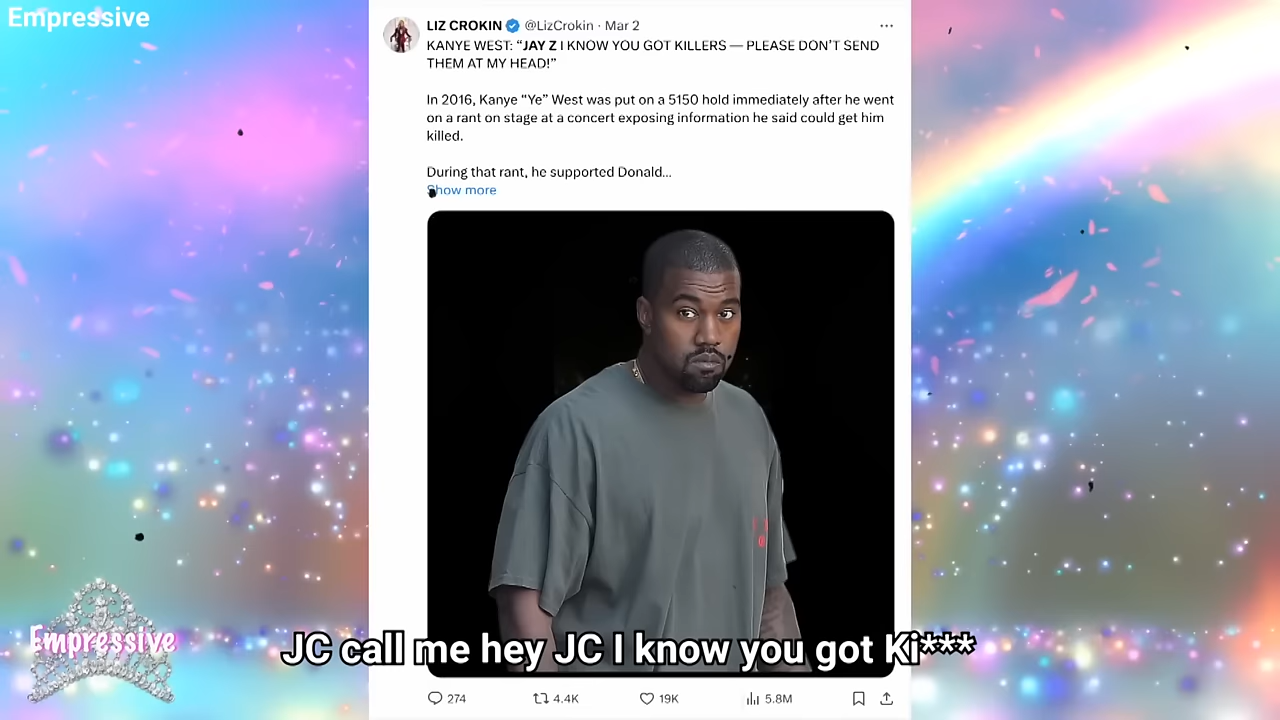 Empressive
LIZ CROKIN @LizCrokin · Mar 2
KANYE WEST: “JAY Z I KNOW YOU GOT KILLERS — PLEASE DON’T SEND
THEM AT MY HEAD!”
In 2016, Kanye “Ye” West was put on a 5150 hold immediately after he went
on a rant on stage at a concert exposing information he said could get him
killed.
During that rant, he supported Donald...
Show more
Empressive
JC call me hey JC I know you got Ki***
274 4.4K 19K 5.8M